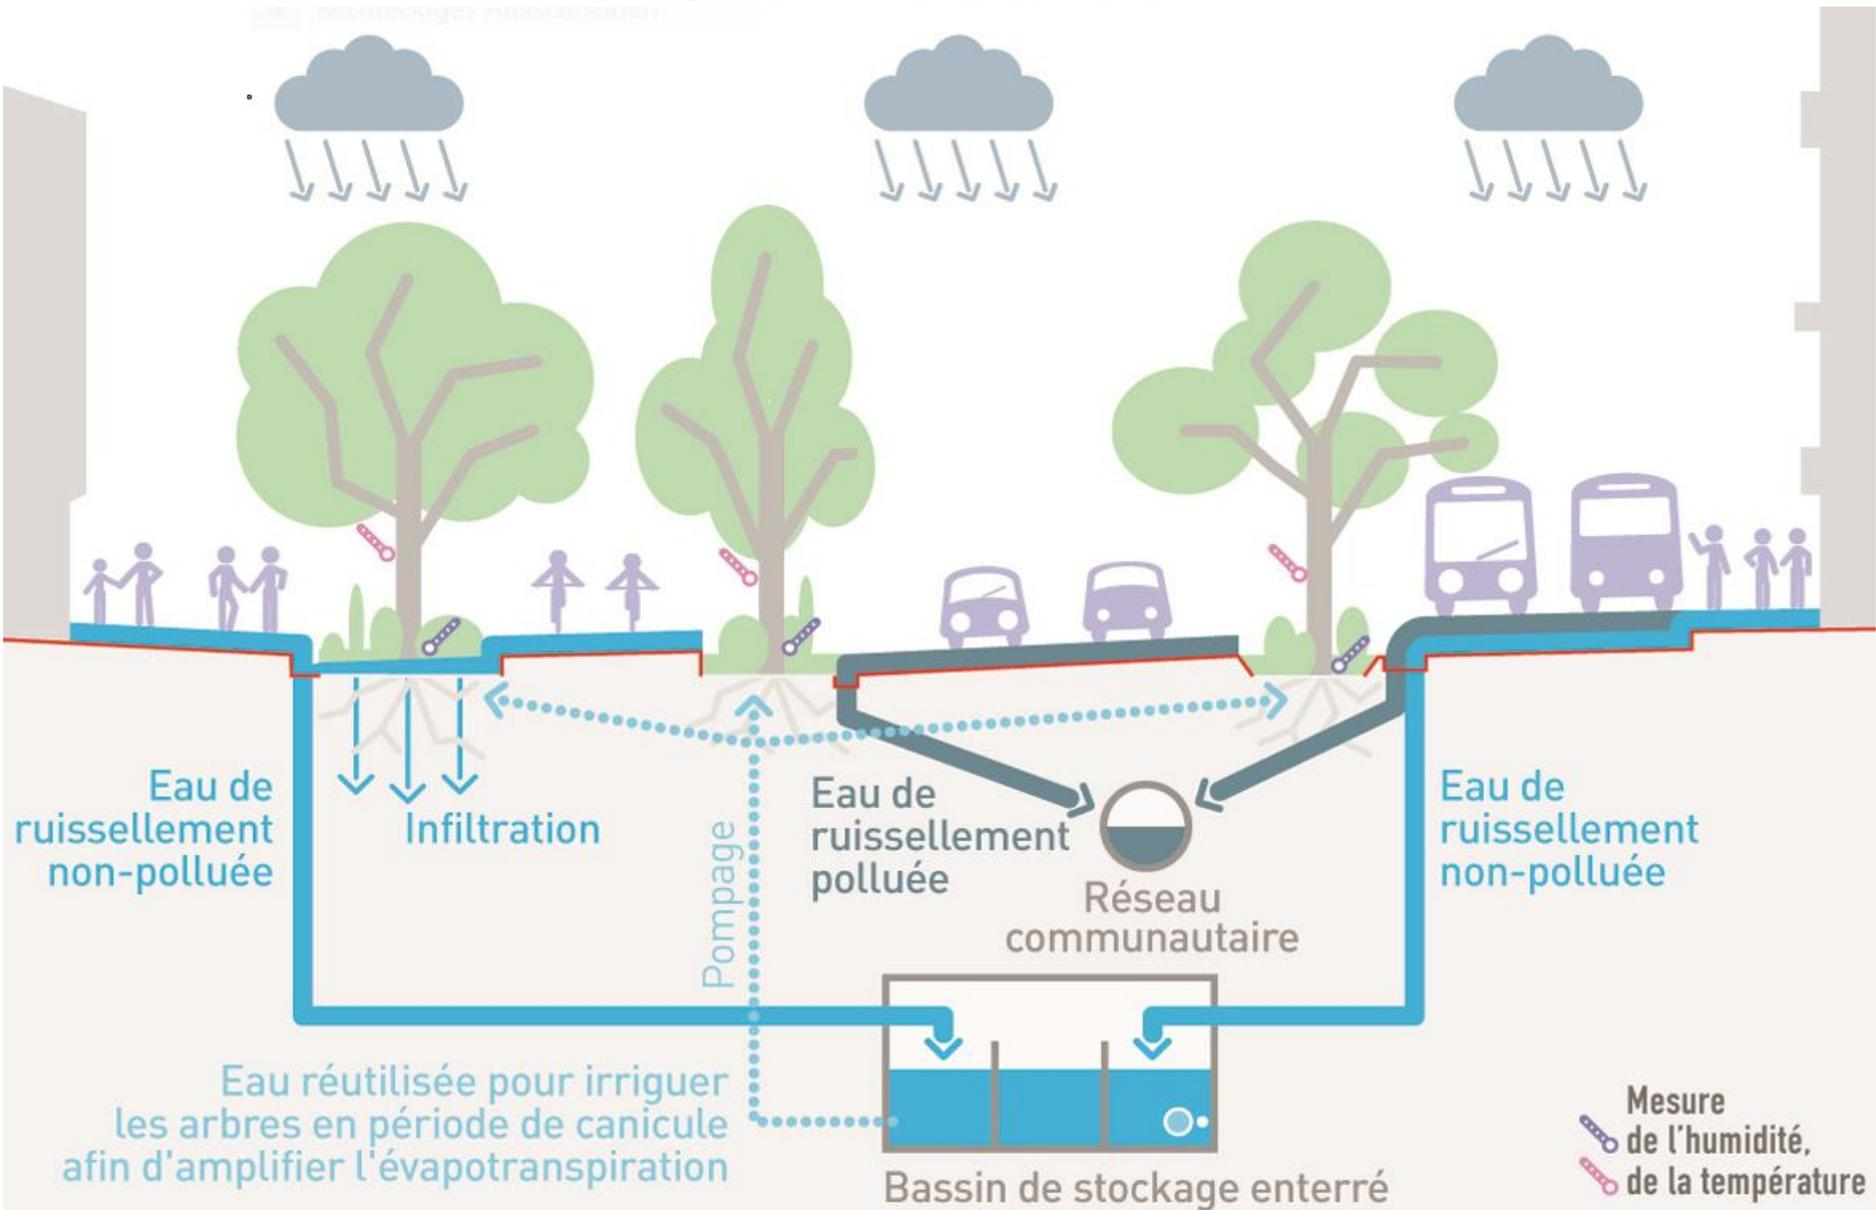 Eau de
ruissellement
non-polluée
Infiltration
Pompage
Eau de
ruissellement
polluée
Réseau
communautaire
Eau de
ruissellement
non-polluée
Eau réutilisée pour irriguer
les arbres en période de canicule
afin d'amplifier l'évapotranspiration
Bassin de stockage enterré
Mesure
de l'humidité,
de la température